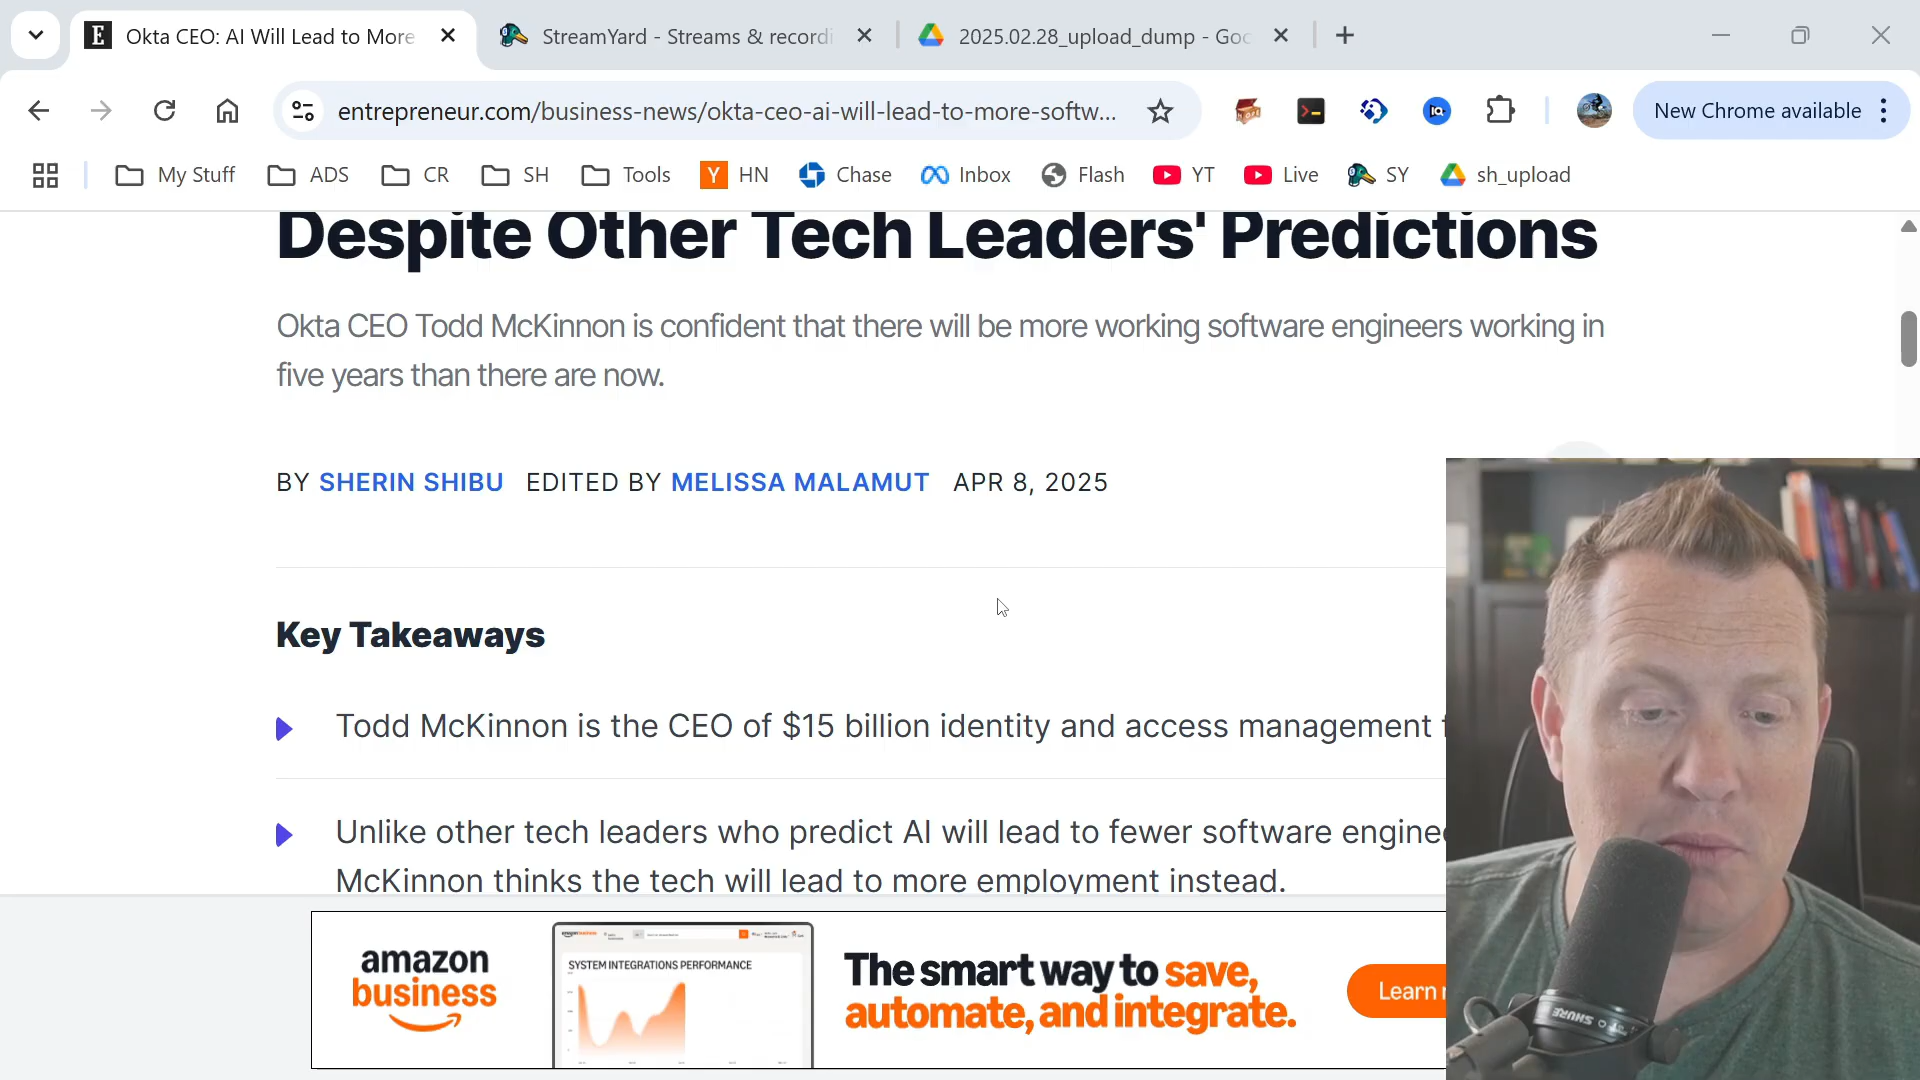 E Okta CEO: AI Will Lead to More
StreamYard - Streams & recordi
2025.02.28_upload_dump - Goo
entrepreneur.com/business-news/okta-ceo-ai-will-lead-to-more-softw...
New Chrome available
My Stuff
ADS
CR
SH
Tools
Y HN
Chase
Inbox
Flash
YT
Live
SY
sh_upload
Despite Other Tech Leaders' Predictions
Okta CEO Todd McKinnon is confident that there will be more working software engineers working in
five years than there are now.
BY SHERIN SHIBU EDITED BY MELISSA MALAMUT APR 8, 2025
Key Takeaways
Todd McKinnon is the CEO of $15 billion identity and access management f
Unlike other tech leaders who predict AI will lead to fewer software enginee
McKinnon thinks the tech will lead to more employment instead.
amazon
business
SYSTEM INTEGRATIONS PERFORMANCE
The smart way to save,
automate, and integrate.
Learn
SHURE